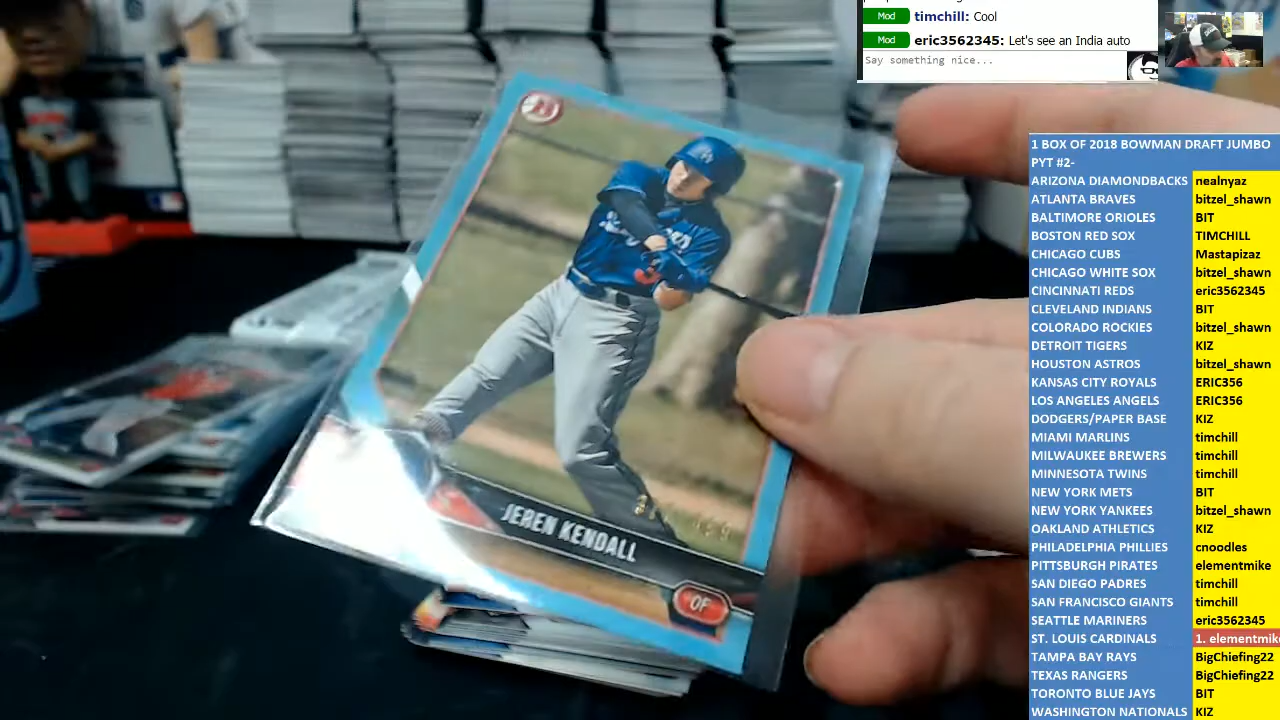 Mod timchill: Cool
Mod eric3562345: Let's see an India auto
Say something nice...
1 BOX OF 2018 BOWMAN DRAFT JUMBO
PYT #2-
ARIZONA DIAMONDBACKS nealnyaz
ATLANTA BRAVES bitzel_shawn
BALTIMORE ORIOLES BIT
BOSTON RED SOX TIMCHILL
CHICAGO CUBS Mastapizaz
CHICAGO WHITE SOX bitzel_shawn
CINCINNATI REDS eric3562345
CLEVELAND INDIANS BIT
COLORADO ROCKIES bitzel_shawn
DETROIT TIGERS KIZ
HOUSTON ASTROS bitzel_shawn
KANSAS CITY ROYALS ERIC356
LOS ANGELES ANGELS ERIC356
DODGERS/PAPER BASE KIZ
MIAMI MARLINS timchill
MILWAUKEE BREWERS timchill
MINNESOTA TWINS timchill
NEW YORK METS BIT
NEW YORK YANKEES bitzel_shawn
OAKLAND ATHLETICS KIZ
PHILADELPHIA PHILLIES cnoodles
PITTSBURGH PIRATES elementmike
SAN DIEGO PADRES timchill
SAN FRANCISCO GIANTS timchill
SEATTLE MARINERS eric3562345
ST. LOUIS CARDINALS 1. elementmike
TAMPA BAY RAYS BigChiefing22
TEXAS RANGERS BigChiefing22
TORONTO BLUE JAYS BIT
WASHINGTON NATIONALS KIZ
JEREN KENDALL
OF